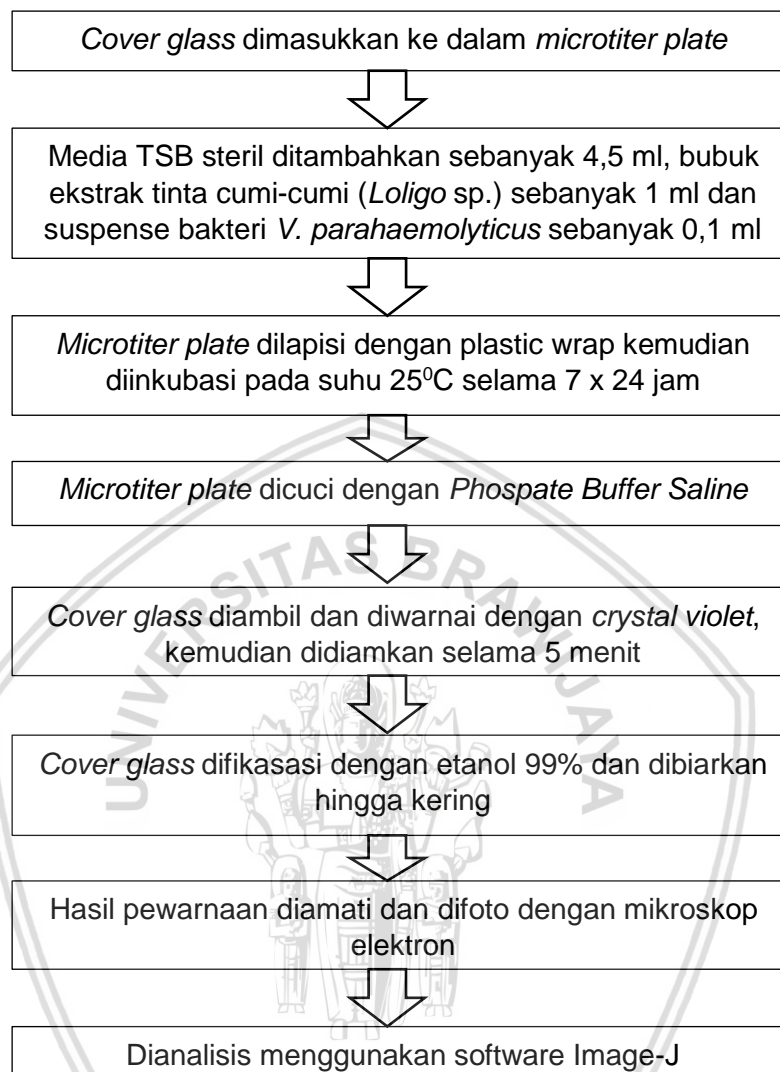 Cover glass dimasukkan ke dalam microtiter plate
Media TSB steril ditambahkan sebanyak 4,5 ml, bubuk
ekstrak tinta cumi-cumi (Loligo sp.) sebanyak 1 ml dan
suspense bakteri V. parahaemolyticus sebanyak 0,1 ml
Microtiter plate dilapisi dengan plastic wrap kemudian
diinkubasi pada suhu 25⁰C selama 7 x 24 jam
Microtiter plate dicuci dengan Phospate Buffer Saline
Cover glass diambil dan diwarnai dengan crystal violet,
kemudian didiamkan selama 5 menit
Cover glass difikasasi dengan etanol 99% dan dibiarkan
hingga kering
Hasil pewarnaan diamati dan difoto dengan mikroskop
elektron
Dianalisis menggunakan software Image-J
UNIVERSITAS BRAWIJAYA